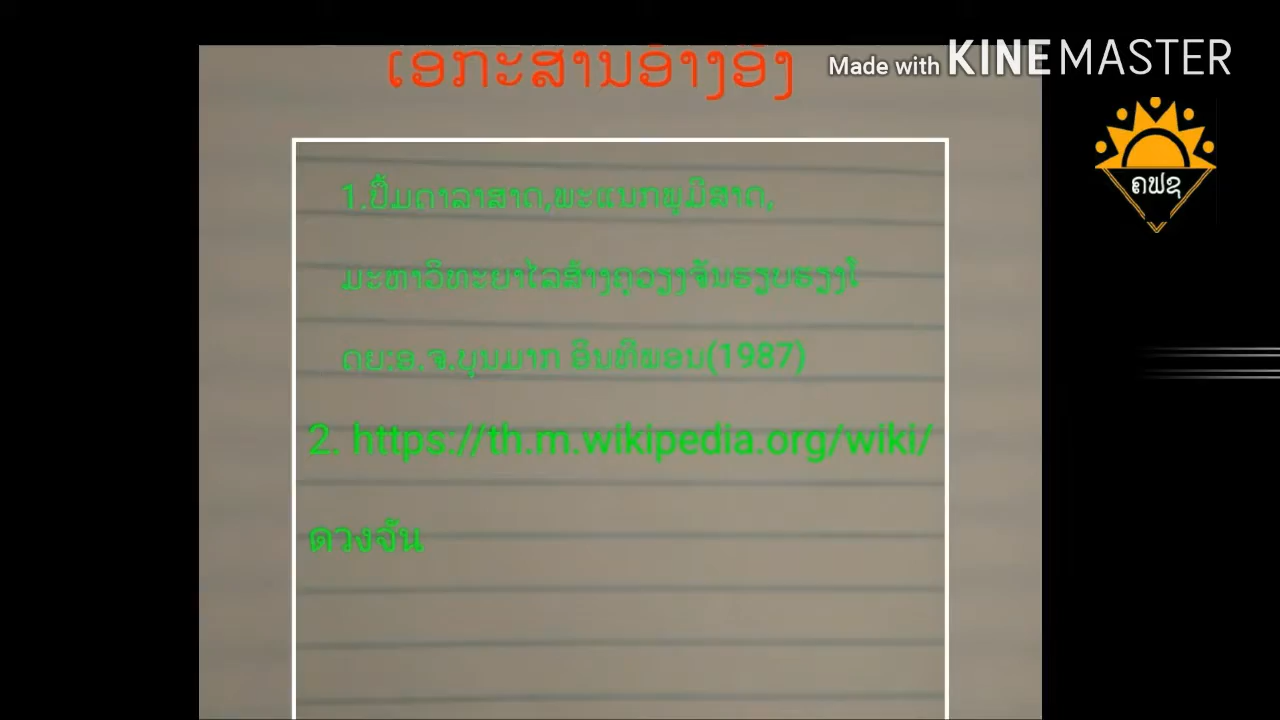 ເອກະສານອ້າງອີງ
Made with KINEMASTER
ຄຟຊ
1.ປຶ້ມດາລາສາດ,ພະແນກພູມີສາດ,
ມະຫາວິທະຍາໄລສ້າງຄູວຽງຈັນຮຽບຮຽງໂ
ດຍ:ອ.ຈ.ບຸນມາກ ອິນທິພອນ(1987)
2. https://th.m.wikipedia.org/wiki/
ดวงจัน